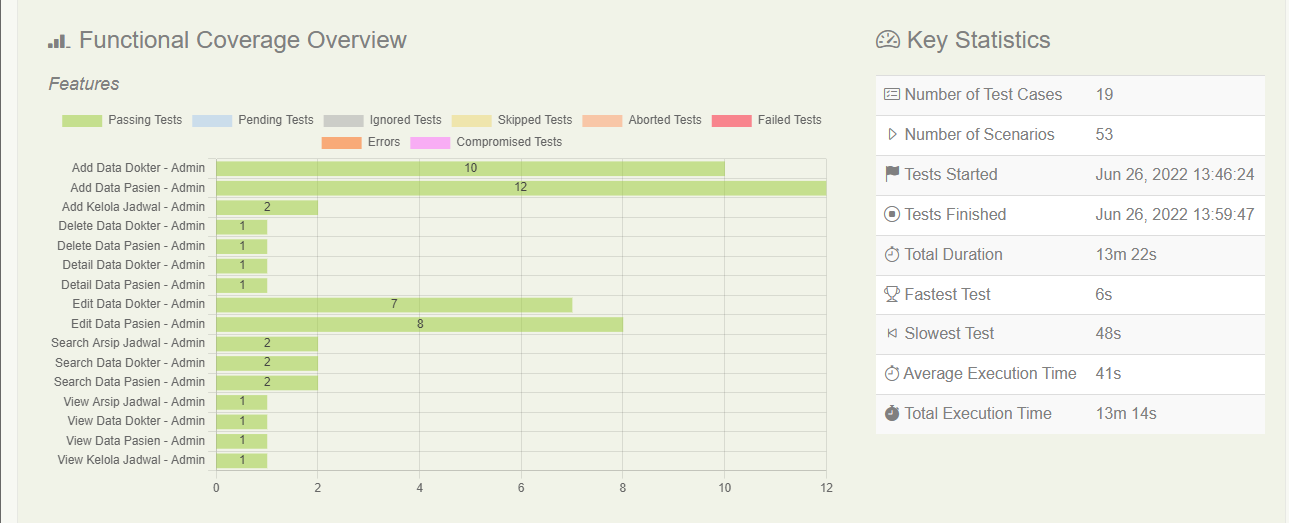 Functional Coverage Overview
Features
Passing Tests Pending Tests Ignored Tests Skipped Tests Aborted Tests Failed Tests
Errors Compromised Tests
Add Data Dokter - Admin 10
Add Data Pasien - Admin 12
Add Kelola Jadwal - Admin 2
Delete Data Dokter - Admin 1
Delete Data Pasien - Admin 1
Detail Data Dokter - Admin 1
Detail Data Pasien - Admin 1
Edit Data Dokter - Admin 7
Edit Data Pasien - Admin 8
Search Arsip Jadwal - Admin 2
Search Data Dokter - Admin 2
Search Data Pasien - Admin 2
View Arsip Jadwal - Admin 1
View Data Dokter - Admin 1
View Data Pasien - Admin 1
View Kelola Jadwal - Admin 1
0 2 4 6 8 10 12
Key Statistics
Number of Test Cases 19
Number of Scenarios 53
Tests Started Jun 26, 2022 13:46:24
Tests Finished Jun 26, 2022 13:59:47
Total Duration 13m 22s
Fastest Test 6s
Slowest Test 48s
Average Execution Time 41s
Total Execution Time 13m 14s